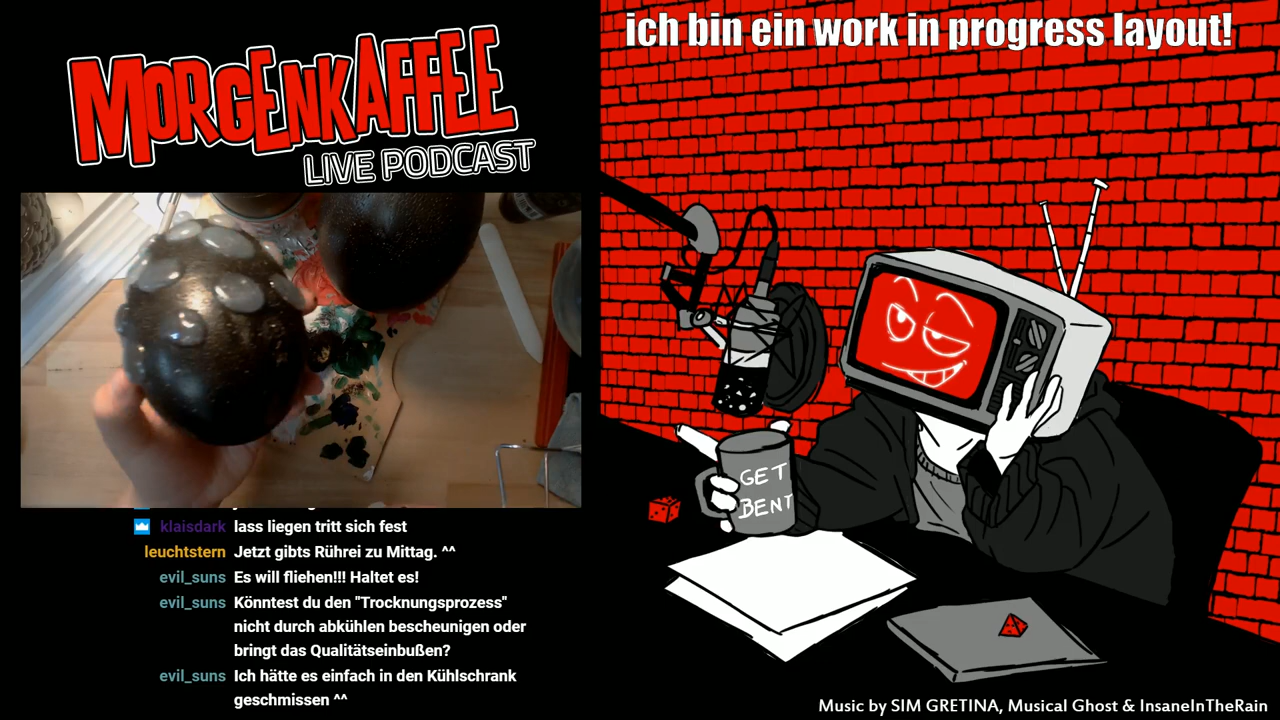 MORGENKAFFEE
LIVE PODCAST
ich bin ein work in progress layout!
GET
BENT
klaisdark lass liegen tritt sich fest
leuchtstern Jetzt gibts Rührei zu Mittag. ^^
evil_suns Es will fliehen!!! Haltet es!
evil_suns Könntest du den "Trocknungsprozess"
nicht durch abkühlen bescheunigen oder
bringt das Qualitätseinbußen?
evil_suns Ich hätte es einfach in den Kühlschrank
geschmissen ^^
Music by SIM GRETINA, Musical Ghost & InsaneInTheRain